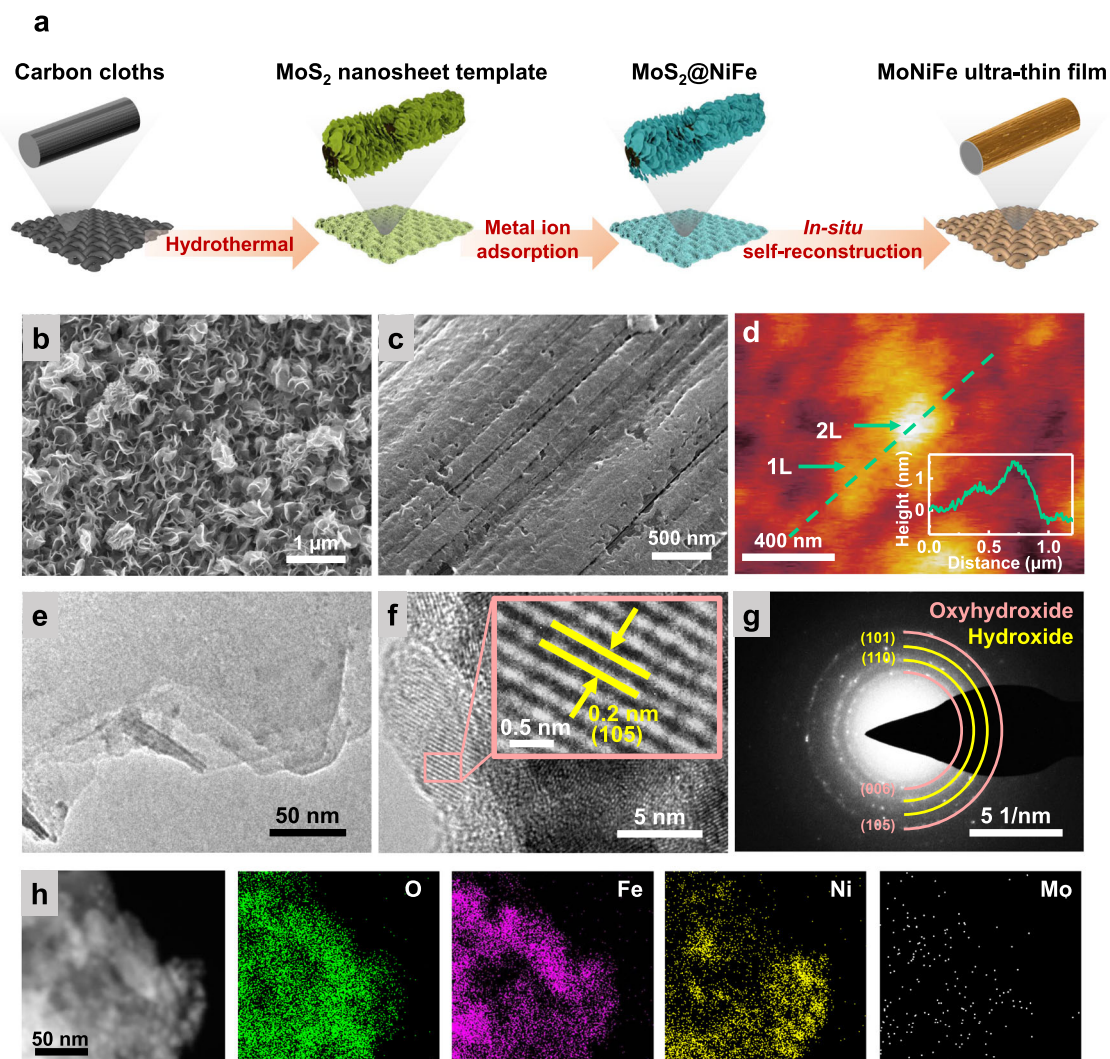 a
Carbon cloths
MoS₂ nanosheet template
MoS₂@NiFe
MoNiFe ultra-thin film
Hydrothermal
Metal ion
adsorption
In-situ
self-reconstruction
b
1 μm
c
500 nm
d
2L
1L
400 nm
Height (nm)
1
0
0.0
0.5
1.0
Distance (μm)
e
50 nm
f
0.2 nm
(105)
0.5 nm
5 nm
g
Oxyhydroxide
Hydroxide
(101)
(110)
(006)
(105)
5 1/nm
h
50 nm
O
Fe
Ni
Mo